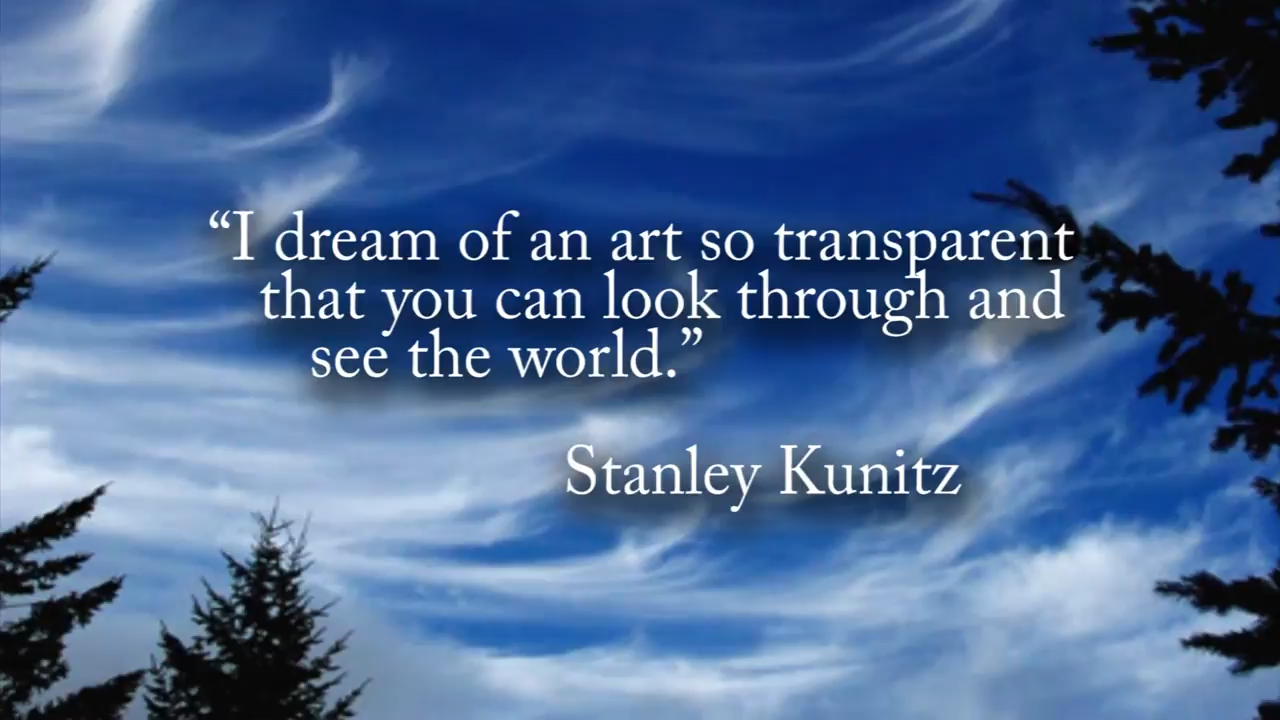 “I dream of an art so transparent
that you can look through and
see the world.”
Stanley Kunitz